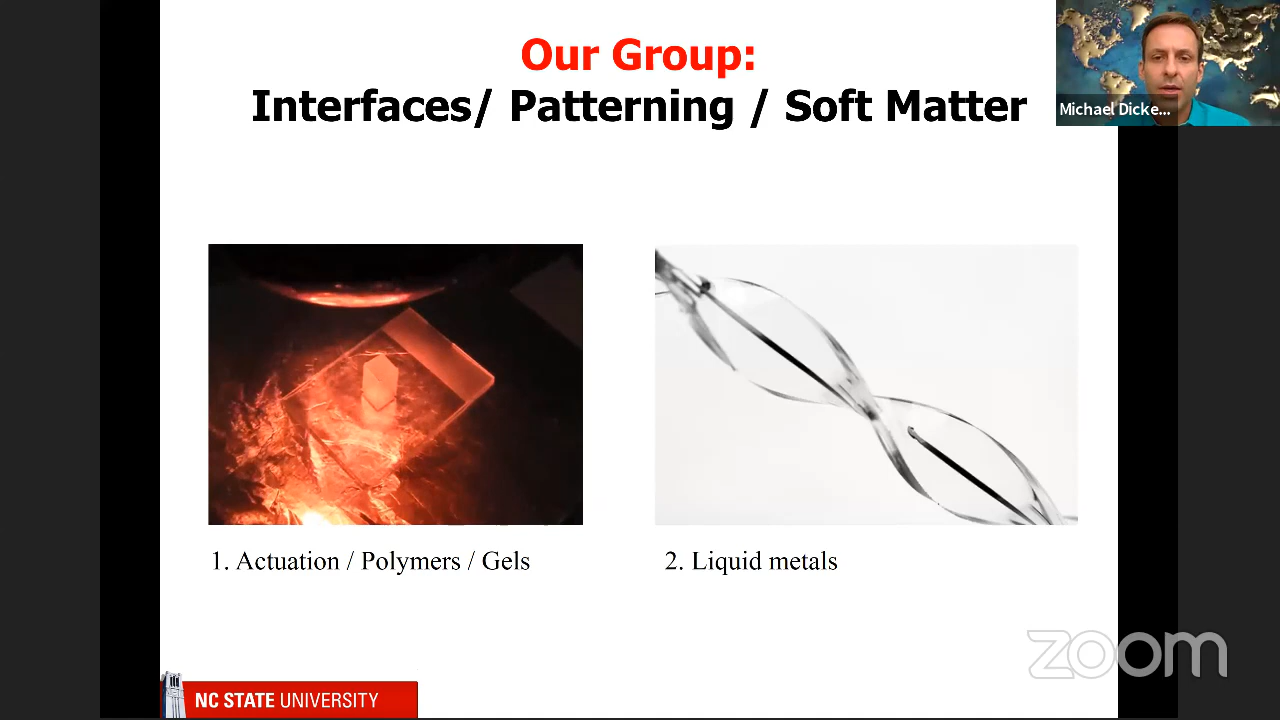 Our Group:
Interfaces/ Patterning / Soft Matter
Michael Dicke...
1. Actuation / Polymers / Gels
2. Liquid metals
zoom
NC STATE UNIVERSITY